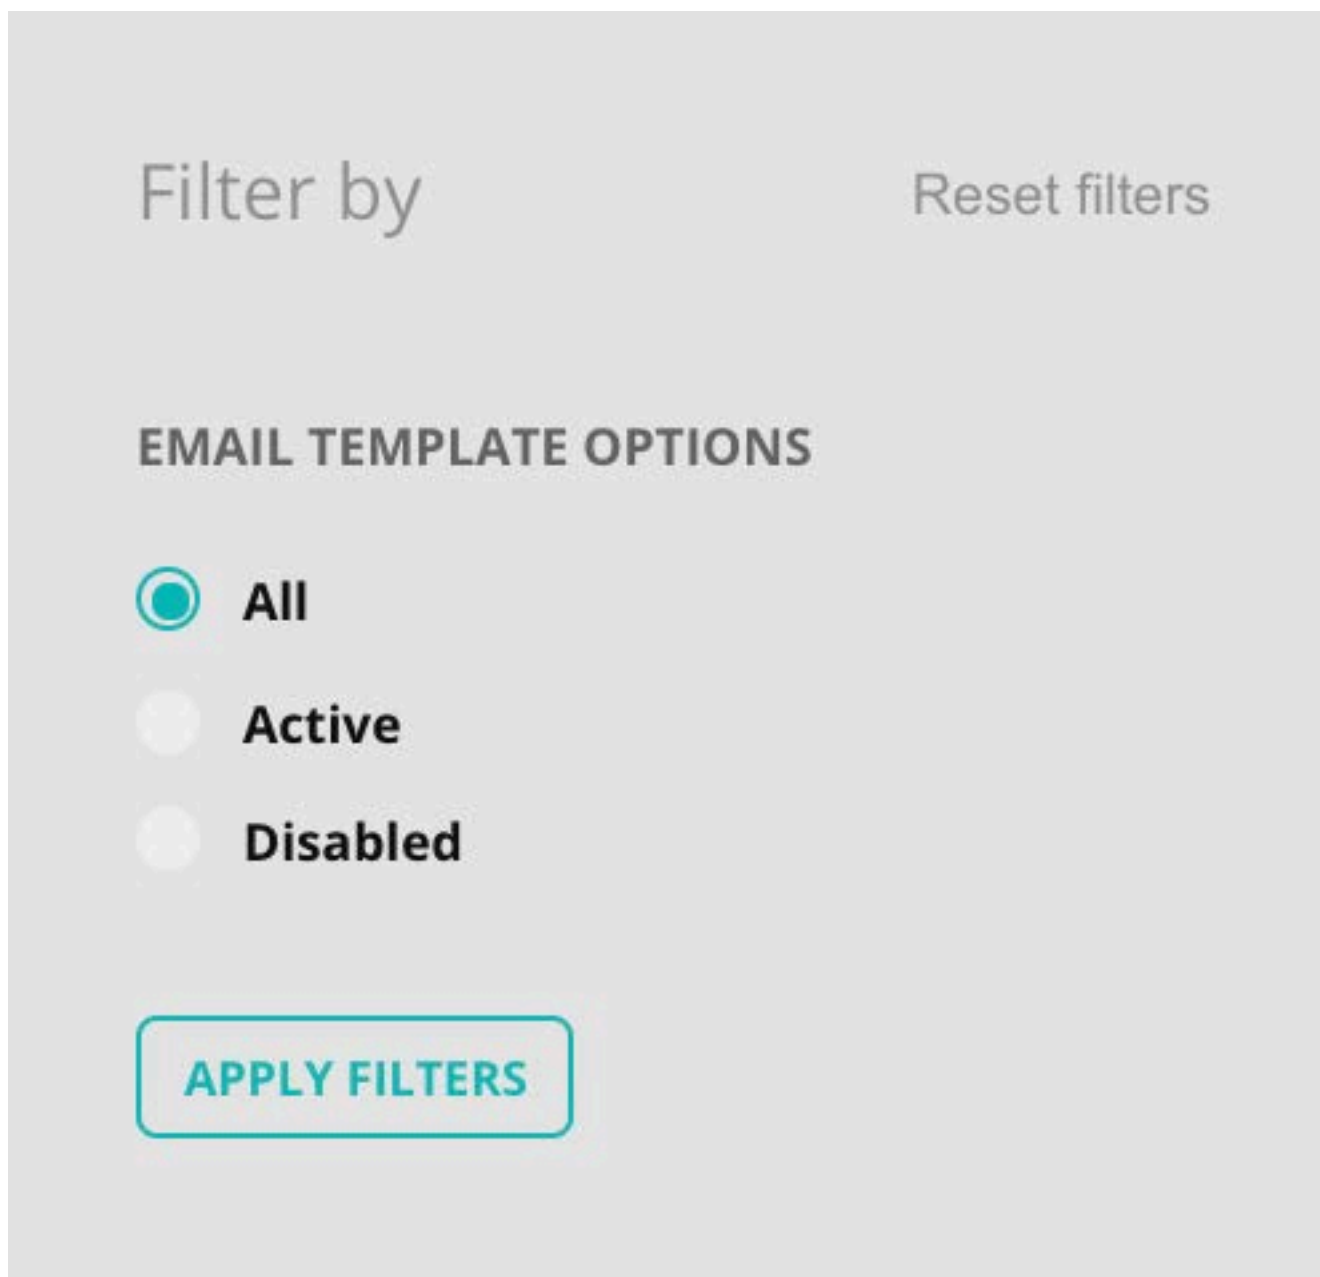 Filter by
Reset filters
EMAIL TEMPLATE OPTIONS
All
Active
Disabled
APPLY FILTERS